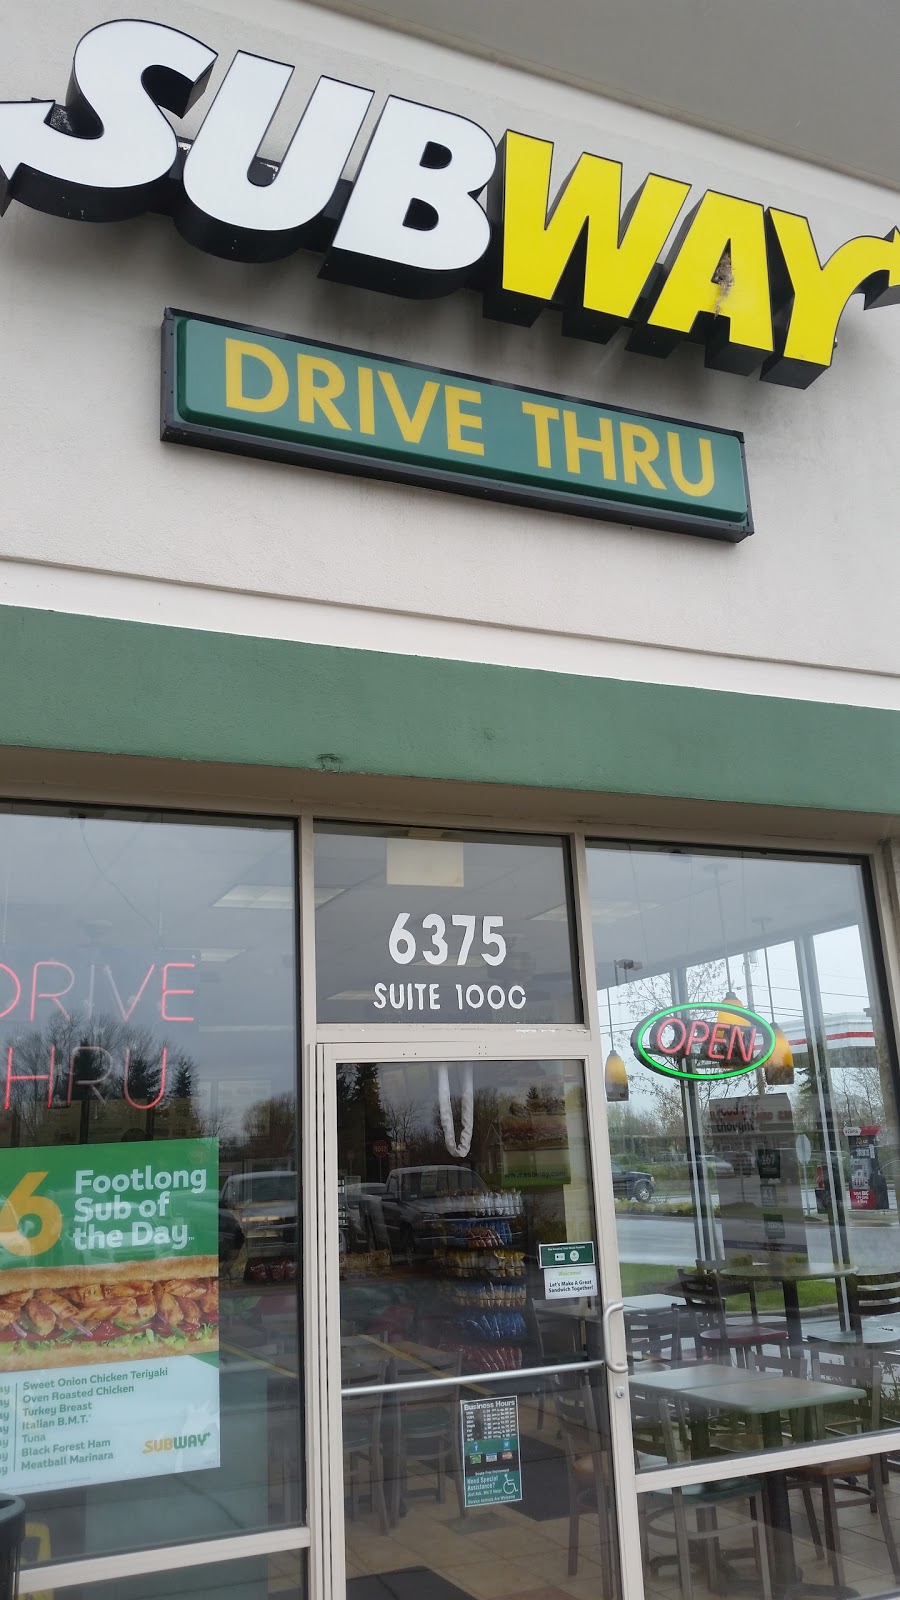 SUBWAY
DRIVE THRU
6375
SUITE 100C
DRIVE
THRU
OPEN
6 Footlong
Sub of
the Day
Sweet Onion Chicken Teriyaki
Oven Roasted Chicken
Turkey Breast
Italian B.M.T.
Tuna
Black Forest Ham
Meatball Marinara
SUBWAY
Welcome!
Let's Make A Great
Sandwich Together!
Business Hours
Need Special
Assistance?